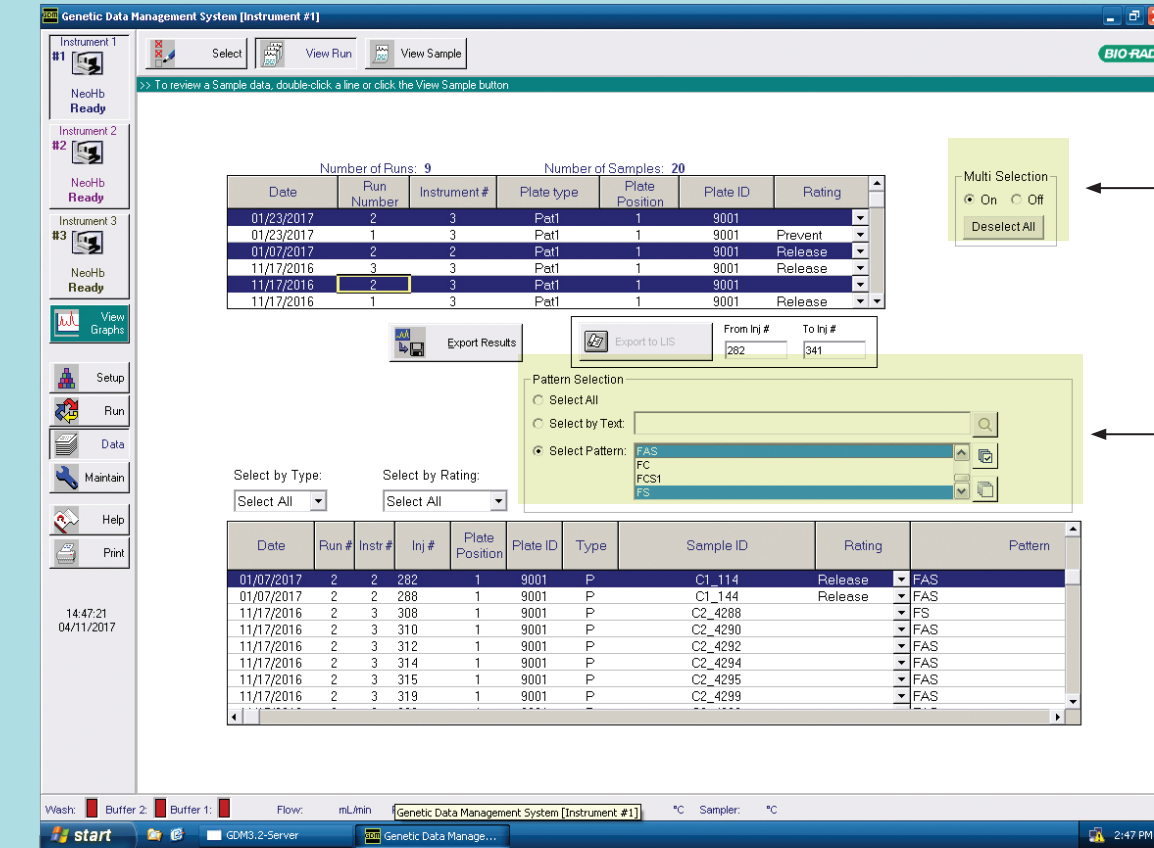 Genetic Data Management System [Instrument #1]
Instrument 1
#1
NeoHb
Ready
Instrument 2
#2
NeoHb
Ready
Instrument 3
#3
NeoHb
Ready
View Graphs
Setup
Run
Data
Maintain
Help
Print
14:47:21
04/11/2017
Select View Run View Sample
BIO-RAD
>> To review a Sample data, double-click a line or click the View Sample button
Number of Runs: 9 Number of Samples: 20
Date Run Number Instrument # Plate type Plate Position Plate ID Rating
01/23/2017 2 3 Pat1 1 9001
01/23/2017 1 3 Pat1 1 9001 Prevent
01/07/2017 2 2 Pat1 1 9001 Release
11/17/2016 3 3 Pat1 1 9001 Release
11/17/2016 2 3 Pat1 1 9001
11/17/2016 1 3 Pat1 1 9001 Release
Multi Selection
On Off
Deselect All
Export Results
Export to LIS
From Inj # To Inj #
282 341
Pattern Selection
Select All
Select by Text:
Select Pattern: FAS
FC
FCS1
FS
Select by Type: Select by Rating:
Select All Select All
Date Run # Instr # Inj # Plate Position Plate ID Type Sample ID Rating Pattern
01/07/2017 2 2 282 1 9001 P C1_114 Release FAS
01/07/2017 2 2 288 1 9001 P C1_144 Release FAS
11/17/2016 2 3 308 1 9001 P C2_4288 FS
11/17/2016 2 3 310 1 9001 P C2_4290 FAS
11/17/2016 2 3 312 1 9001 P C2_4292 FAS
11/17/2016 2 3 314 1 9001 P C2_4294 FAS
11/17/2016 2 3 315 1 9001 P C2_4295 FAS
11/17/2016 2 3 319 1 9001 P C2_4299 FAS
Wash: Buffer 2: Buffer 1: Flow: mL/min °C Sampler: °C
Genetic Data Management System [Instrument #1]
start GDM3.2-Server Genetic Data Manage... 2:47 PM